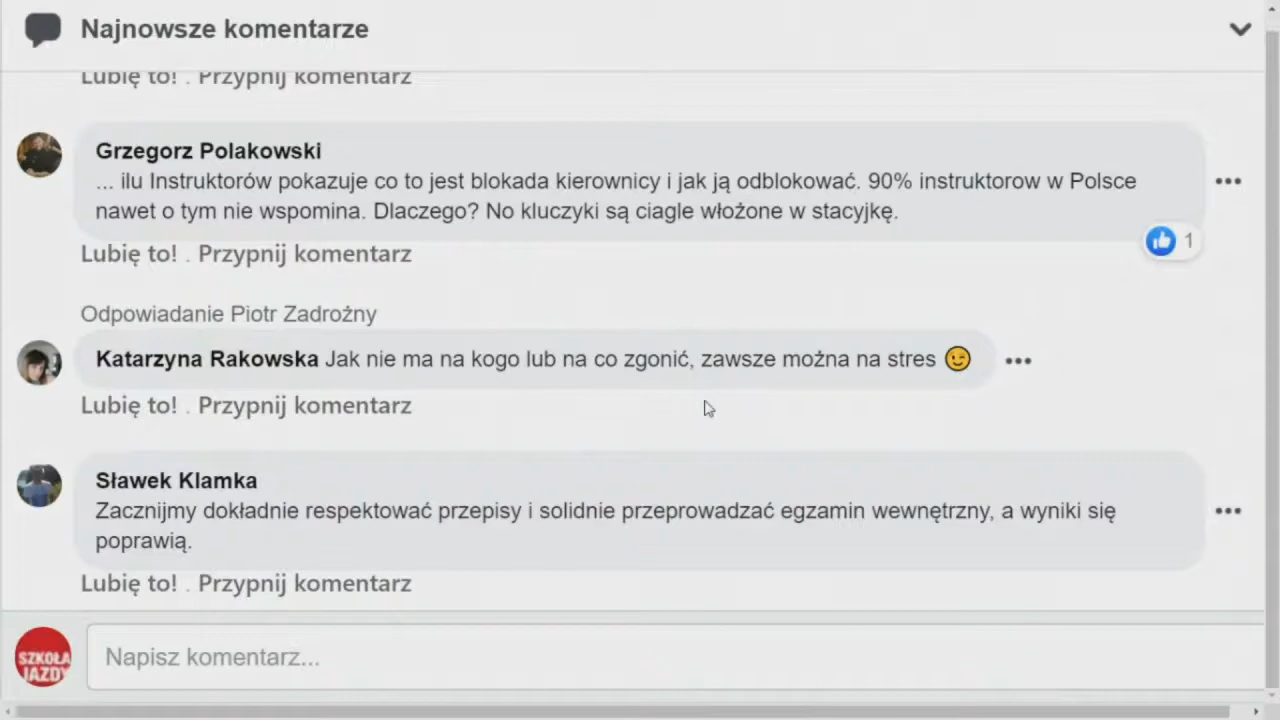 Najnowsze komentarze
Lubię to! . Przypnij komentarz
Grzegorz Polakowski
... ilu Instruktorów pokazuje co to jest blokada kierownicy i jak ją odblokować. 90% instruktorow w Polsce
nawet o tym nie wspomina. Dlaczego? No kluczyki są ciagle włożone w stacyjkę.
1
Lubię to! . Przypnij komentarz
Odpowiadanie Piotr Zadrożny
Katarzyna Rakowska Jak nie ma na kogo lub na co zgonić, zawsze można na stres 😉
Lubię to! . Przypnij komentarz
Sławek Klamka
Zacznijmy dokładnie respektować przepisy i solidnie przeprowadzać egzamin wewnętrzny, a wyniki się
poprawią.
Lubię to! . Przypnij komentarz
SZKOŁA
JAZDY
Napisz komentarz...